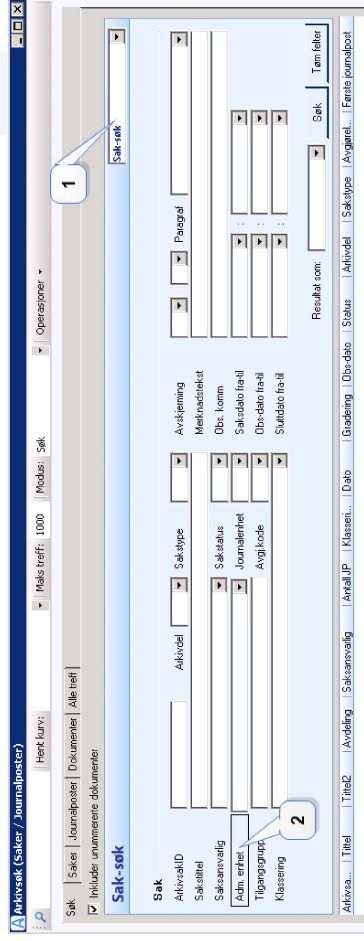 Arkivsøk (Saker / Journalposter)
Hent kurv: Maks treff: 1000 Modus: Søk Operasjoner
Søk Saker Journalposter Dokumenter Alle treff
Inkluder unummererte dokumenter
Sak-søk Sak-søk
1
Sak
ArkivsakID Arkivdel Sakstype Avskjerming Paragraf
Sakstittel Merknadstekst
Saksansvarlig Sakstatus Obs. komm
Adm. enhet Journalenhet Saksdato fra-til :
Tilgangsgrupp Avgj.kode Obs-dato fra-til :
Klassering Sluttdato fra-til :
2
Resultat som: Søk Tøm felter
Arkivsa... Tittel Tittel2 Avdeling Saksansvarlig Antall JP Klasseri... Dato Gradering Obs-dato Status Arkivdel Sakstype Avgjørel... Første journalpost